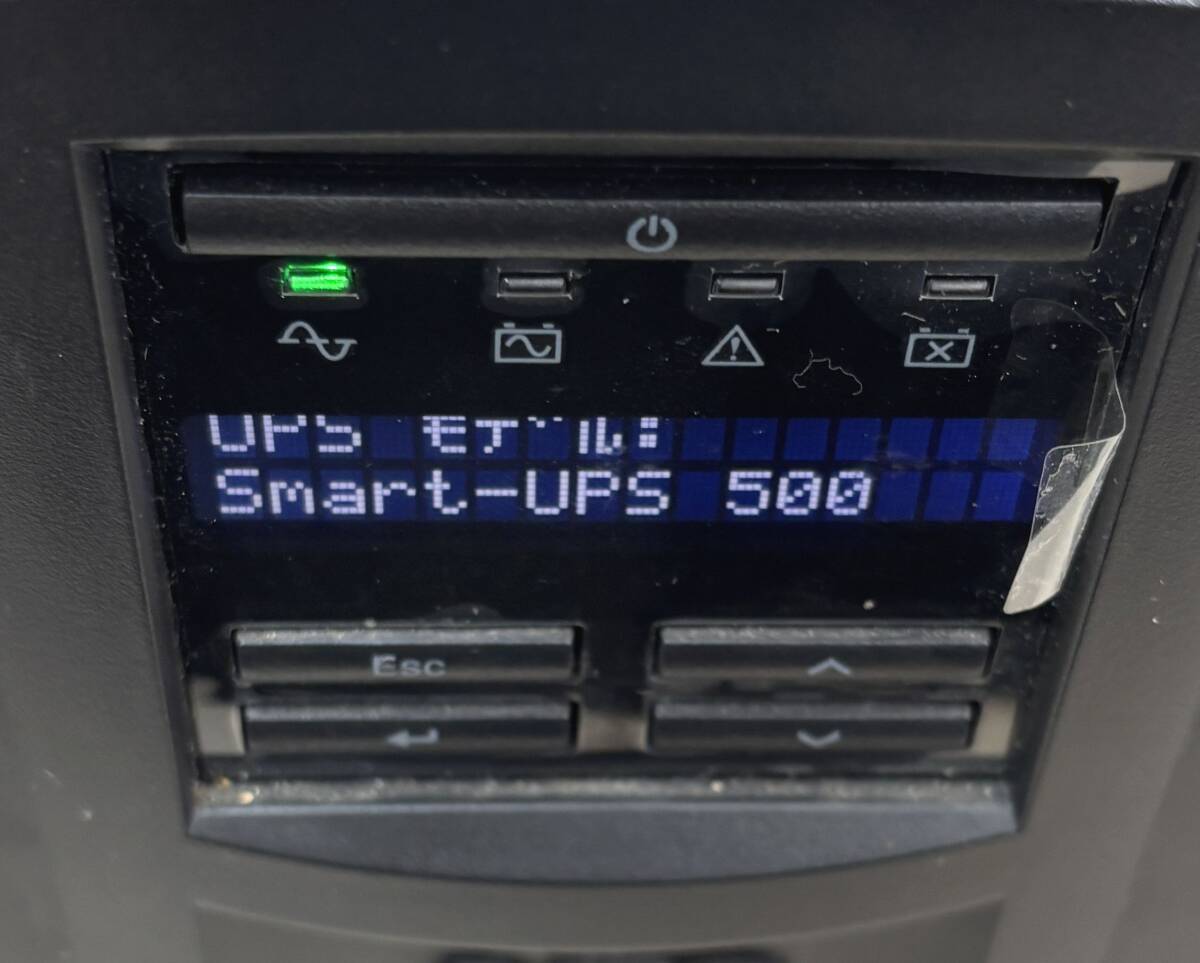 UPS モデル:
Smart-UPS 500
Esc